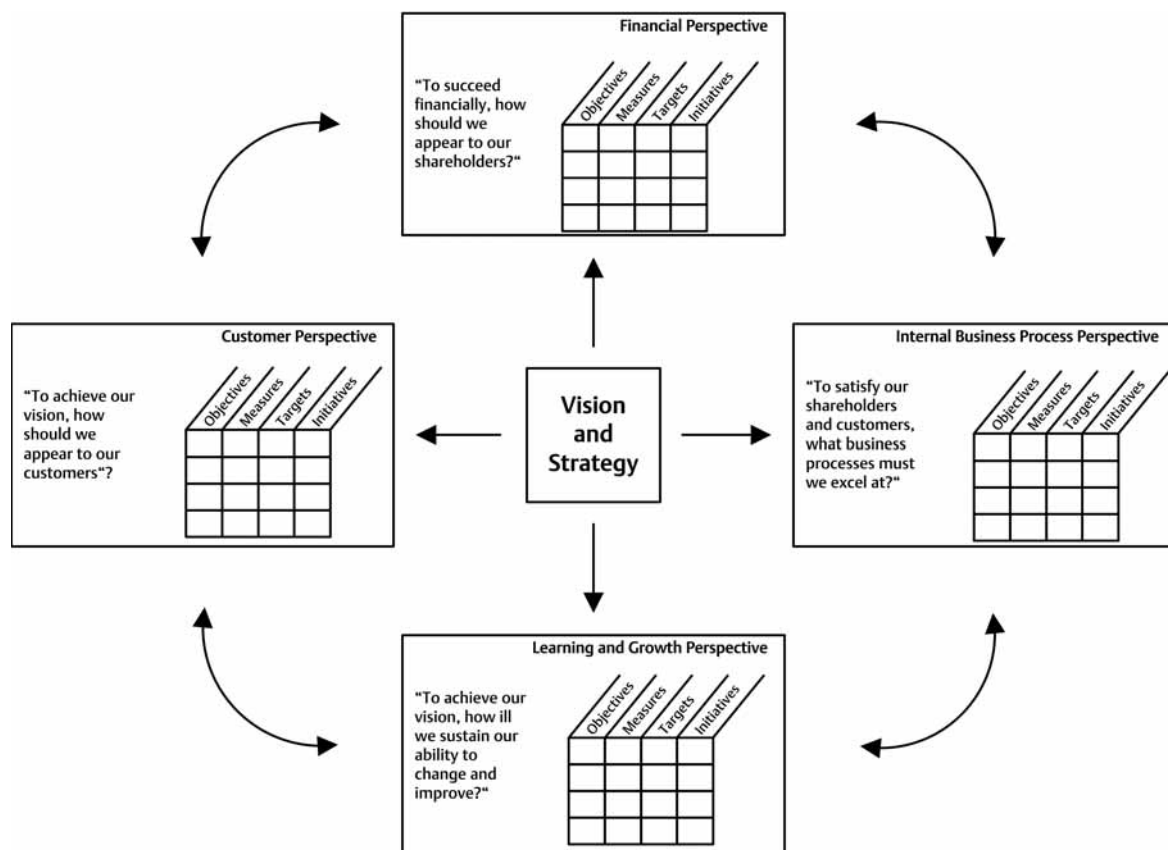 Financial Perspective
“To succeed
financially, how
should we
appear to our
shareholders?“
Objectives
Measures
Targets
Initiatives
Customer Perspective
“To achieve our
vision, how
should we
appear to our
customers“?
Objectives
Measures
Targets
Initiatives
Vision
and
Strategy
Internal Business Process Perspective
“To satisfy our
shareholders
and customers,
what business
processes must
we excel at?“
Objectives
Measures
Targets
Initiatives
Learning and Growth Perspective
“To achieve our
vision, how ill
we sustain our
ability to
change and
improve?“
Objectives
Measures
Targets
Initiatives